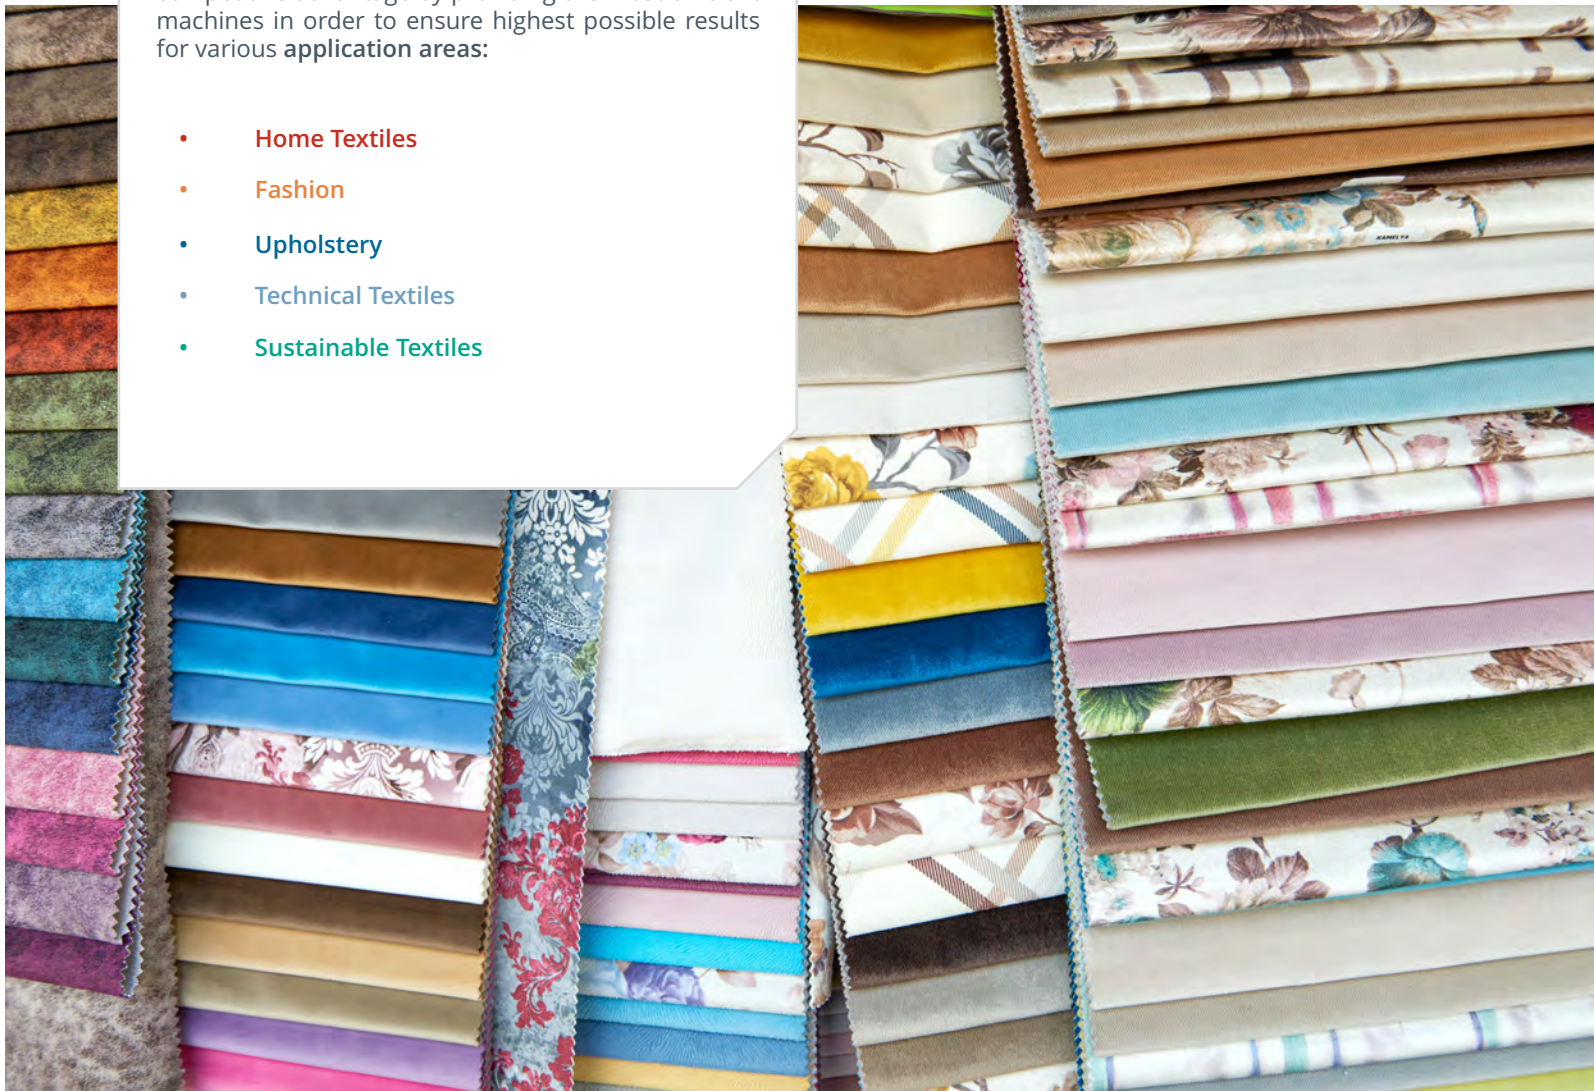 machines in order to ensure highest possible results
for various application areas:
• Home Textiles
• Fashion
• Upholstery
• Technical Textiles
• Sustainable Textiles
KAMELYA